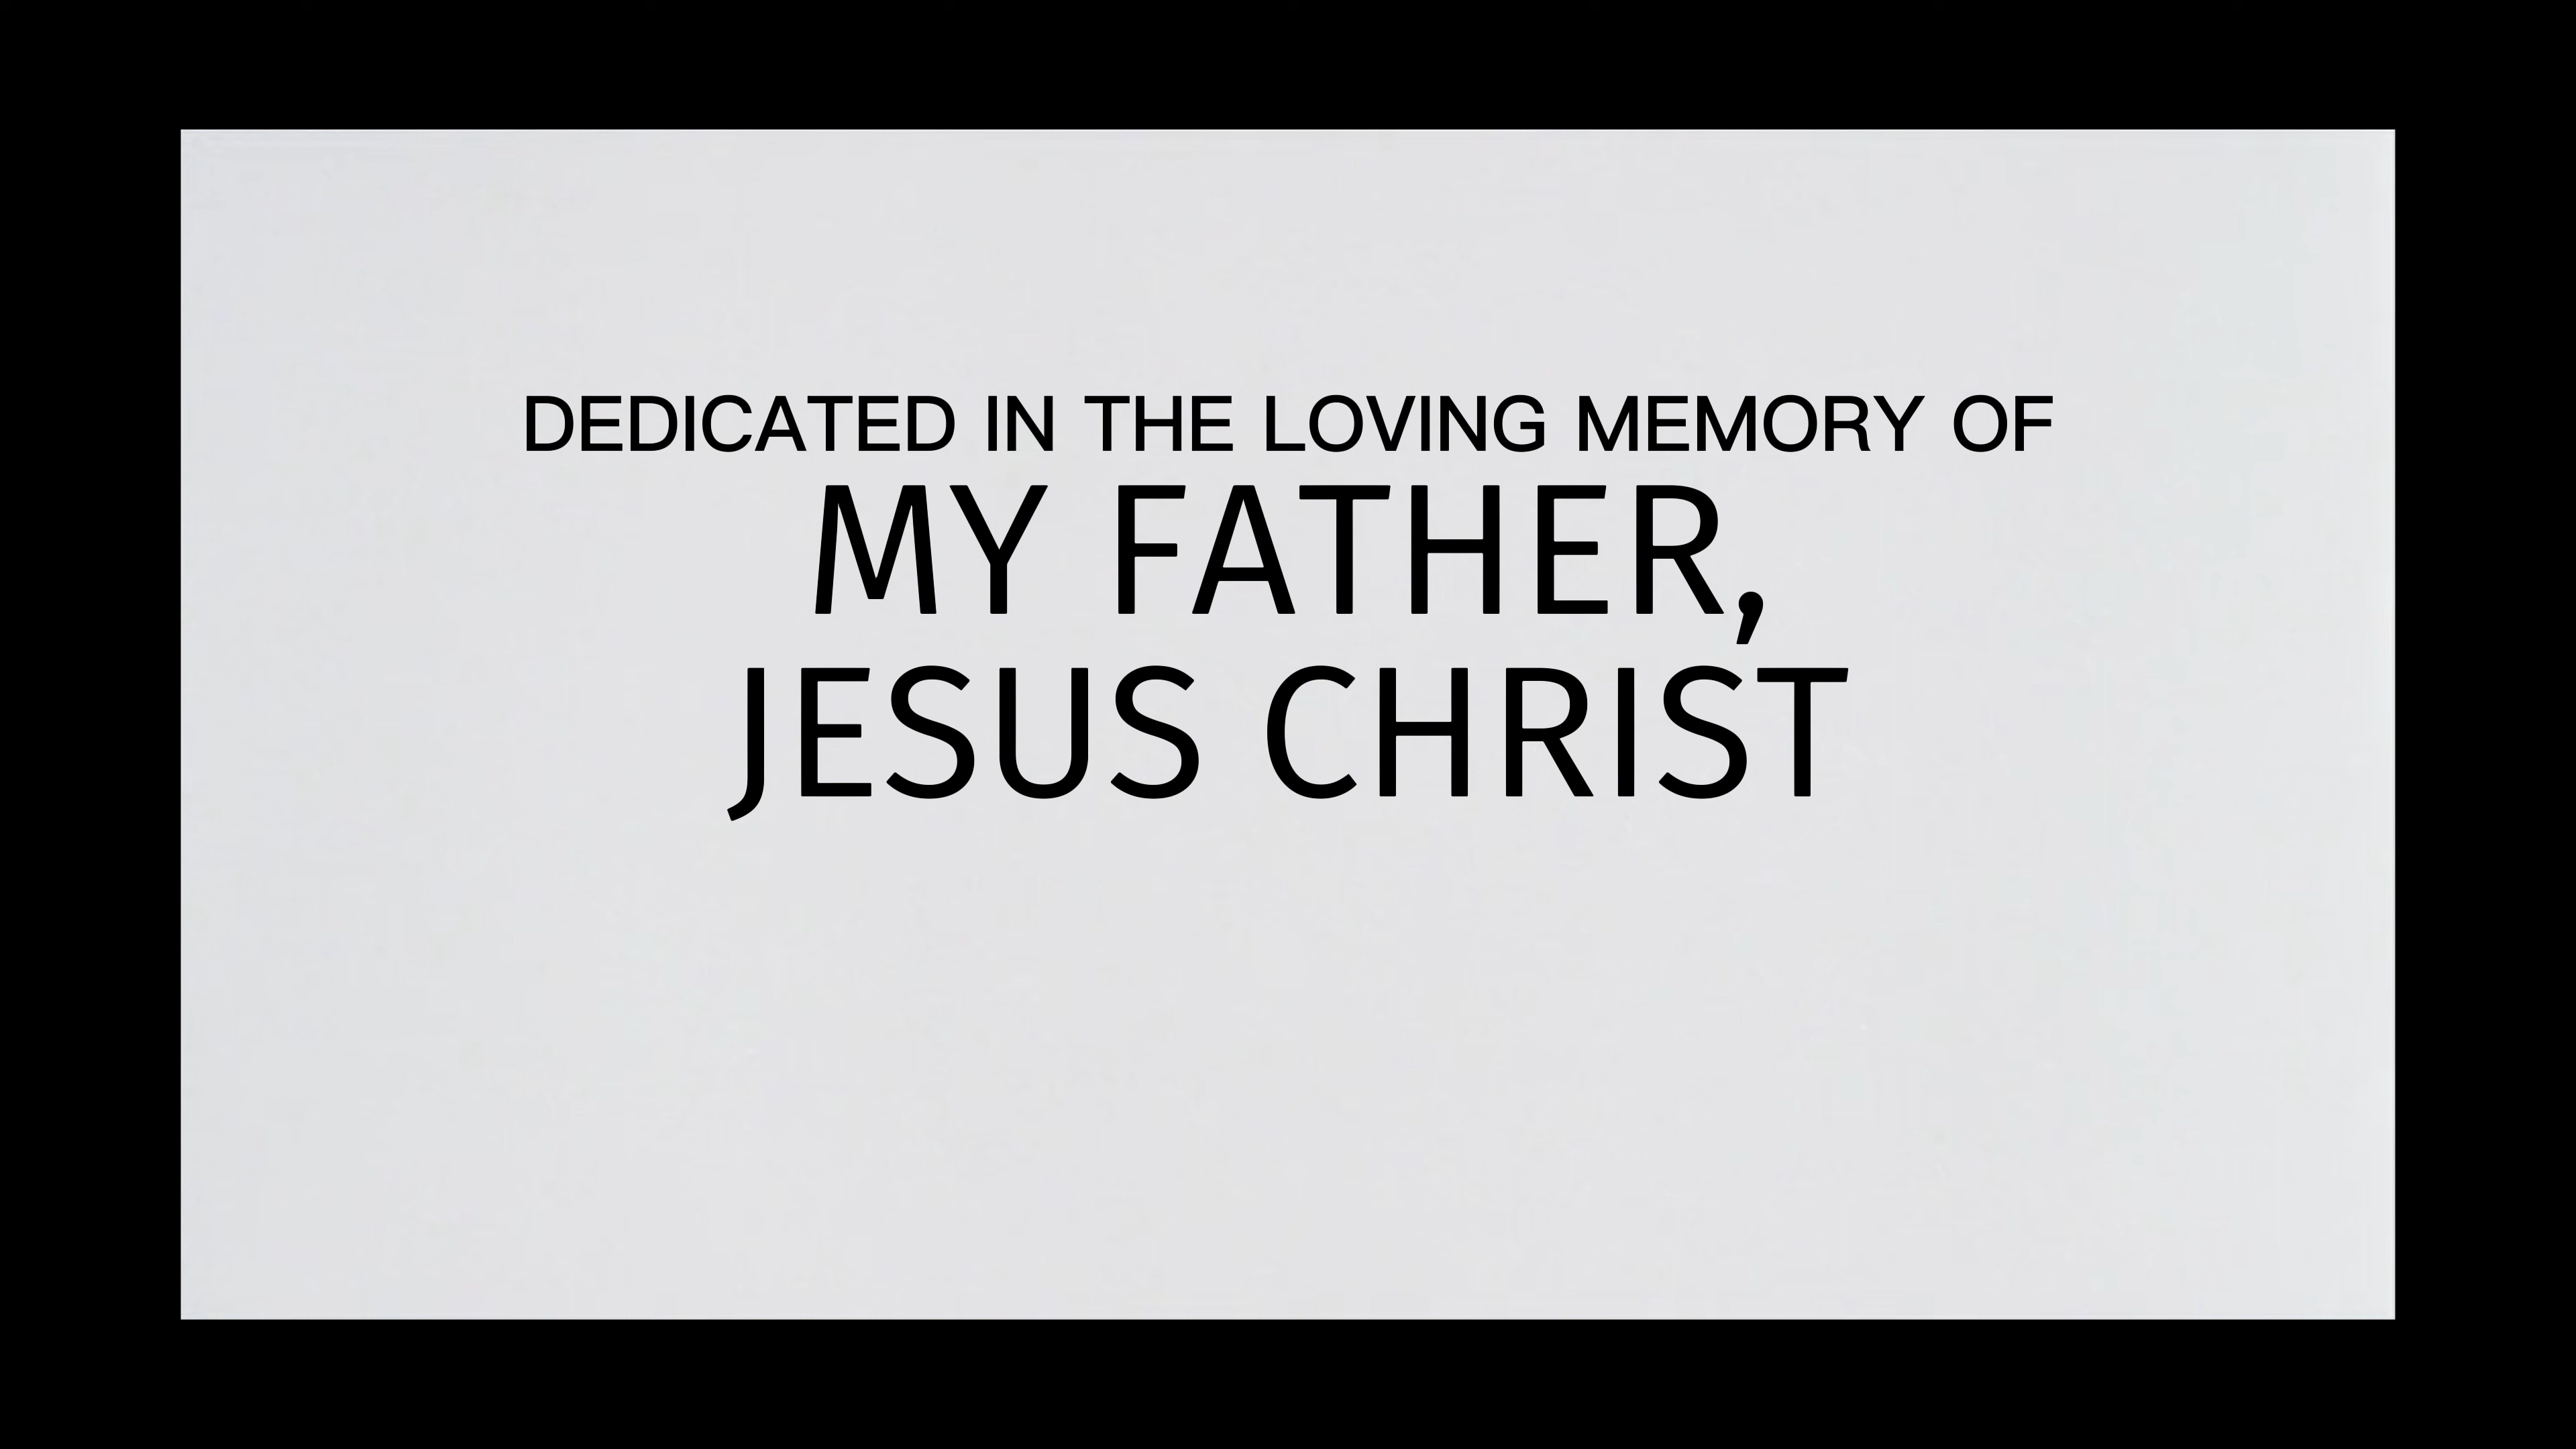 DEDICATED IN THE LOVING MEMORY OF
MY FATHER,
JESUS CHRIST